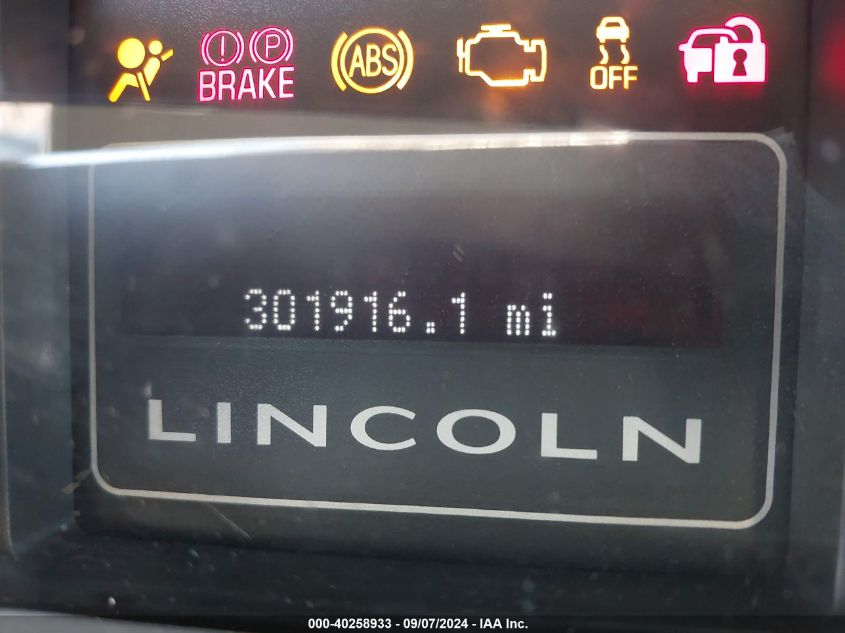 BRAKE
ABS
OFF
301916.1 mi
LINCOLN
000-40258933 - 09/07/2024 - IAA Inc.